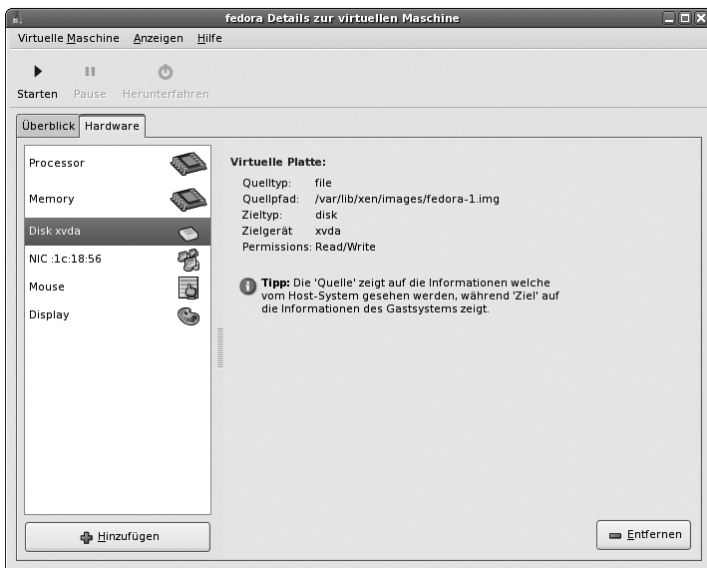 fedora Details zur virtuellen Maschine
Virtuelle Maschine Anzeigen Hilfe
Starten Pause Herunterfahren
Überblick Hardware
Processor
Memory
Disk xvda
NIC :1c:18:56
Mouse
Display
Hinzufügen
Virtuelle Platte:
Quelltyp: file
Quellpfad: /var/lib/xen/images/fedora-1.img
Zieltyp: disk
Zielgerät xvda
Permissions: Read/Write
Tipp: Die 'Quelle' zeigt auf die Informationen welche
vom Host-System gesehen werden, während 'Ziel' auf
die Informationen des Gastsystems zeigt.
Entfernen